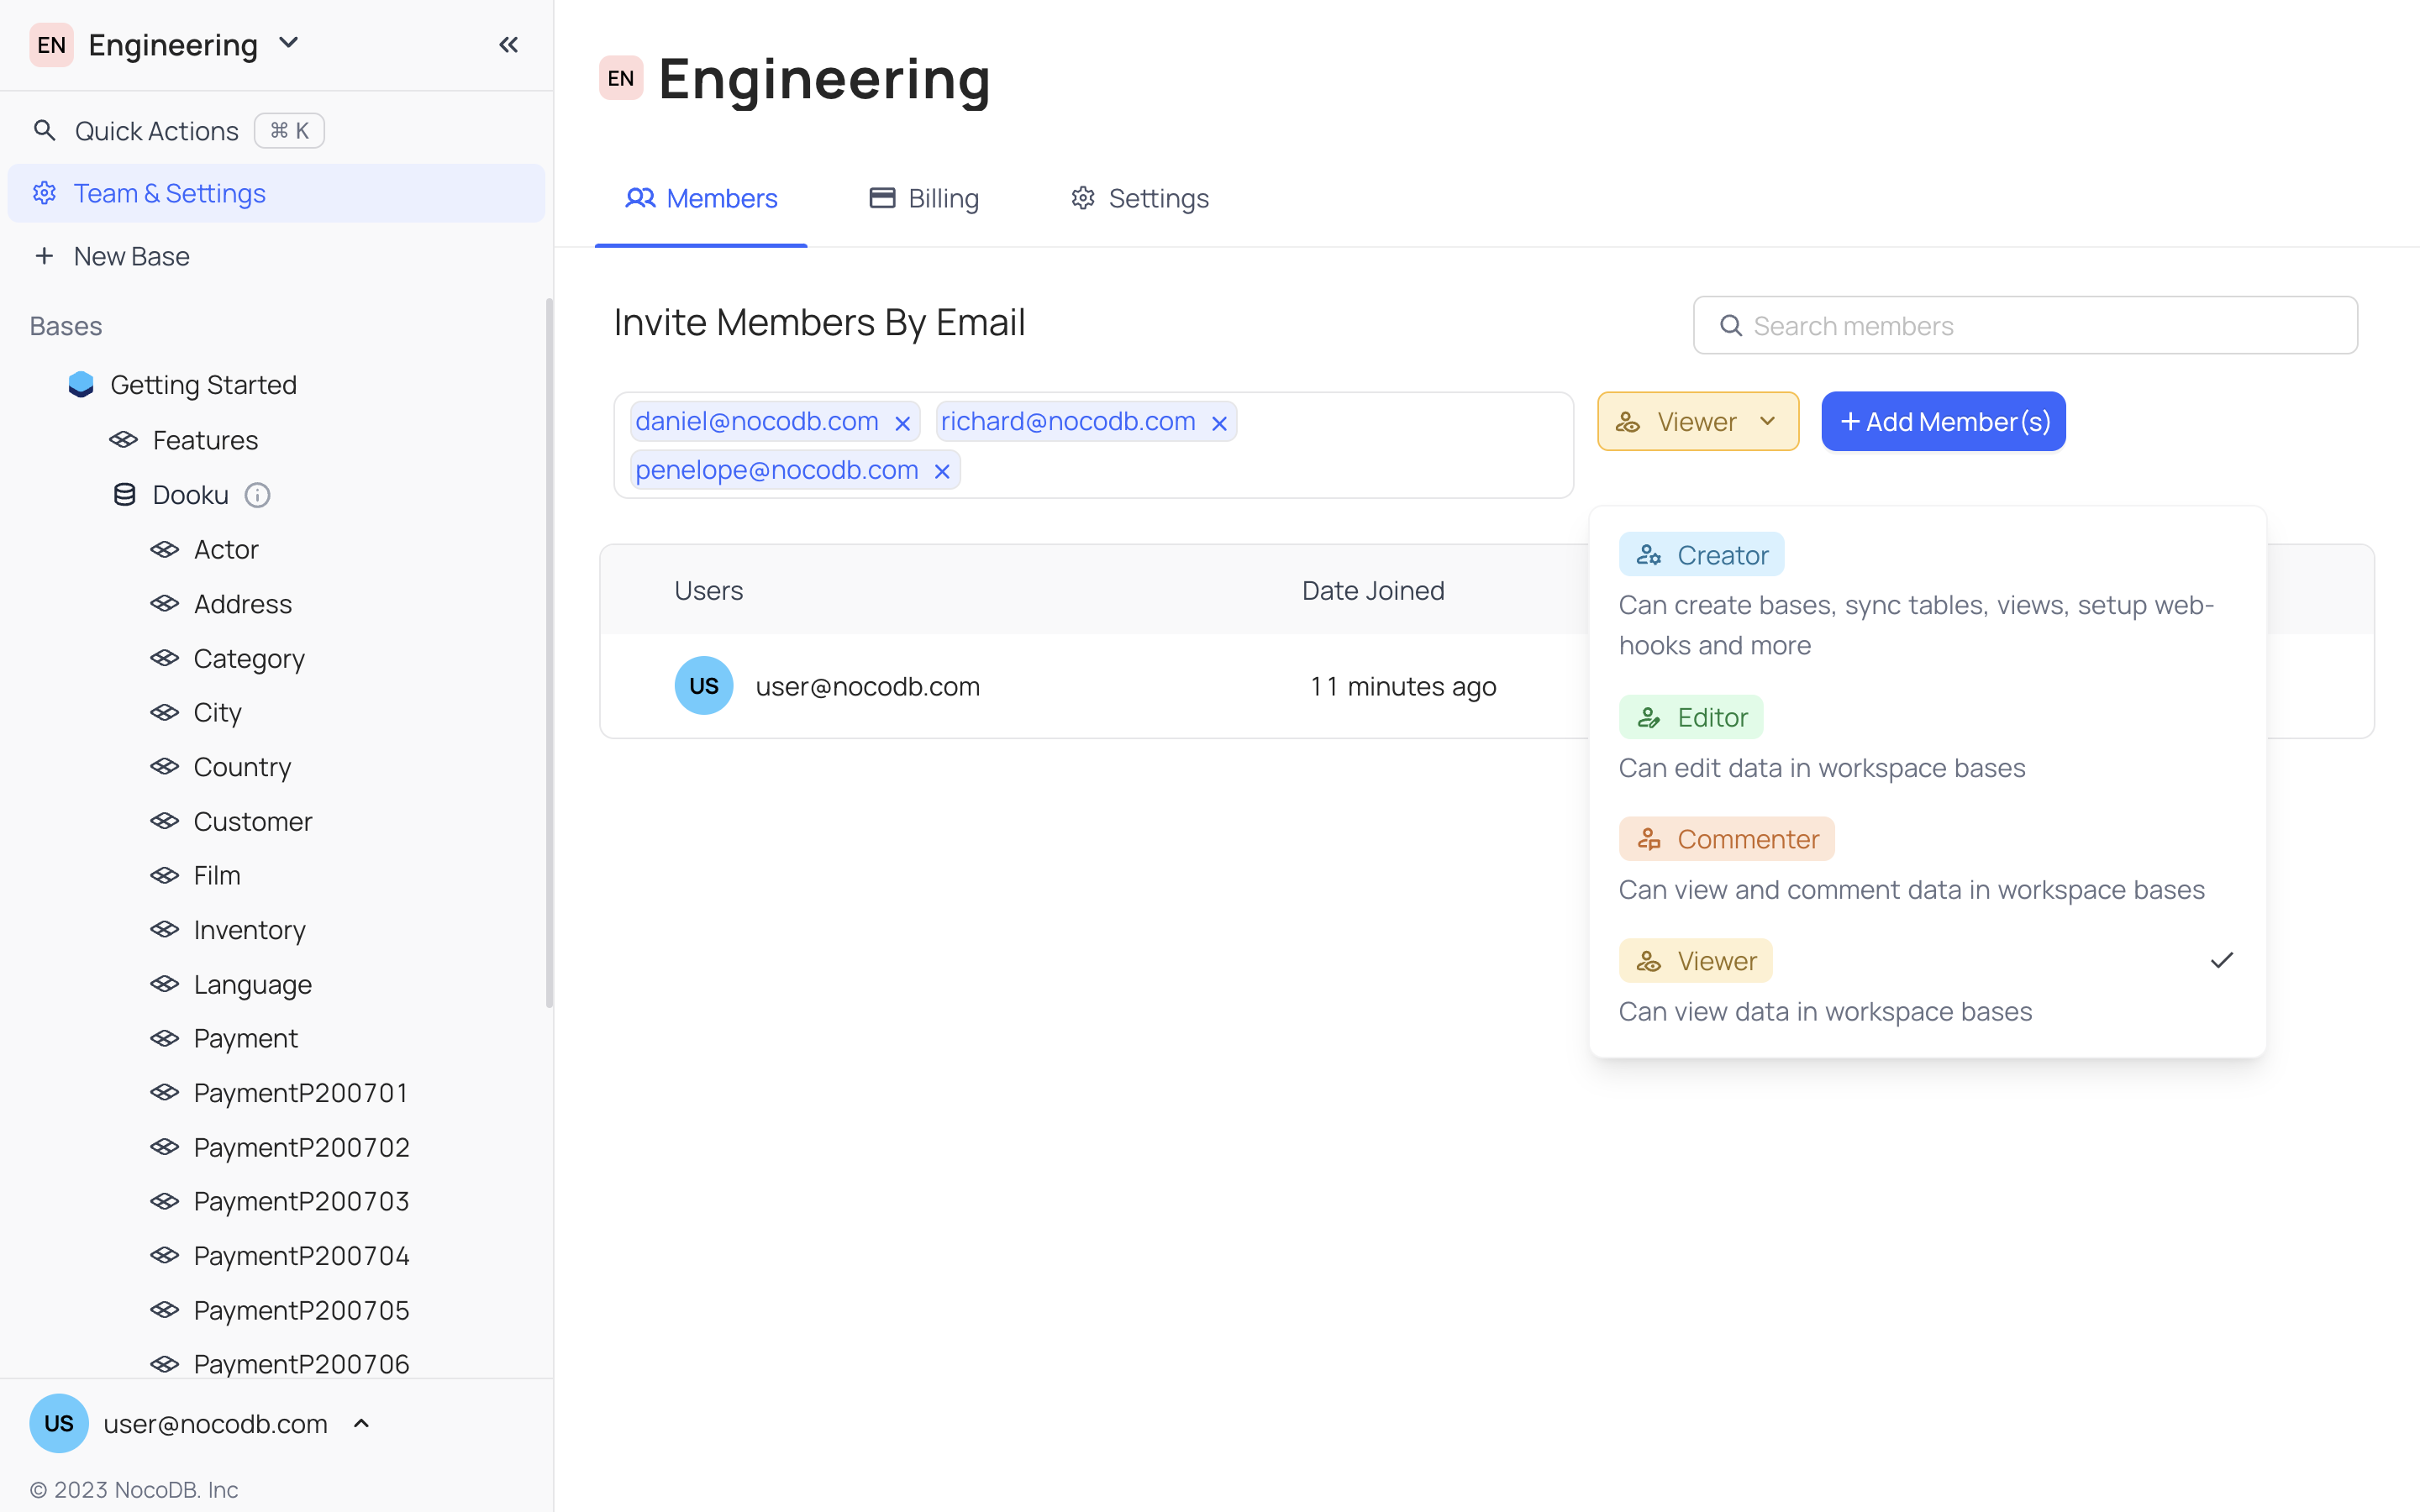 EN Engineering
Quick Actions ⌘ K
Team & Settings
New Base
Bases
Getting Started
Features
Dooku
Actor
Address
Category
City
Country
Customer
Film
Inventory
Language
Payment
PaymentP200701
PaymentP200702
PaymentP200703
PaymentP200704
PaymentP200705
PaymentP200706
US user@nocodb.com
© 2023 NocoDB. Inc
EN Engineering
Members Billing Settings
Invite Members By Email
Search members
daniel@nocodb.com richard@nocodb.com
penelope@nocodb.com
Viewer
+ Add Member(s)
Users Date Joined
US user@nocodb.com 11 minutes ago
Creator
Can create bases, sync tables, views, setup web-
hooks and more
Editor
Can edit data in workspace bases
Commenter
Can view and comment data in workspace bases
Viewer
Can view data in workspace bases